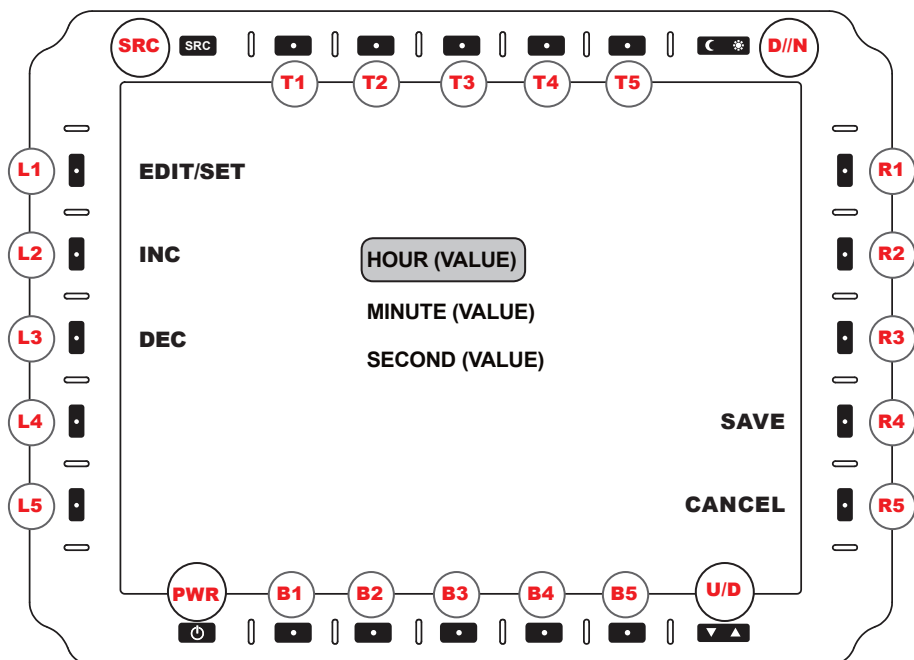 SRC SRC D//N
T1 T2 T3 T4 T5
L1 EDIT/SET R1
L2 INC HOUR (VALUE) R2
MINUTE (VALUE)
L3 DEC R3
SECOND (VALUE)
L4 SAVE R4
L5 CANCEL R5
PWR B1 B2 B3 B4 B5 U/D